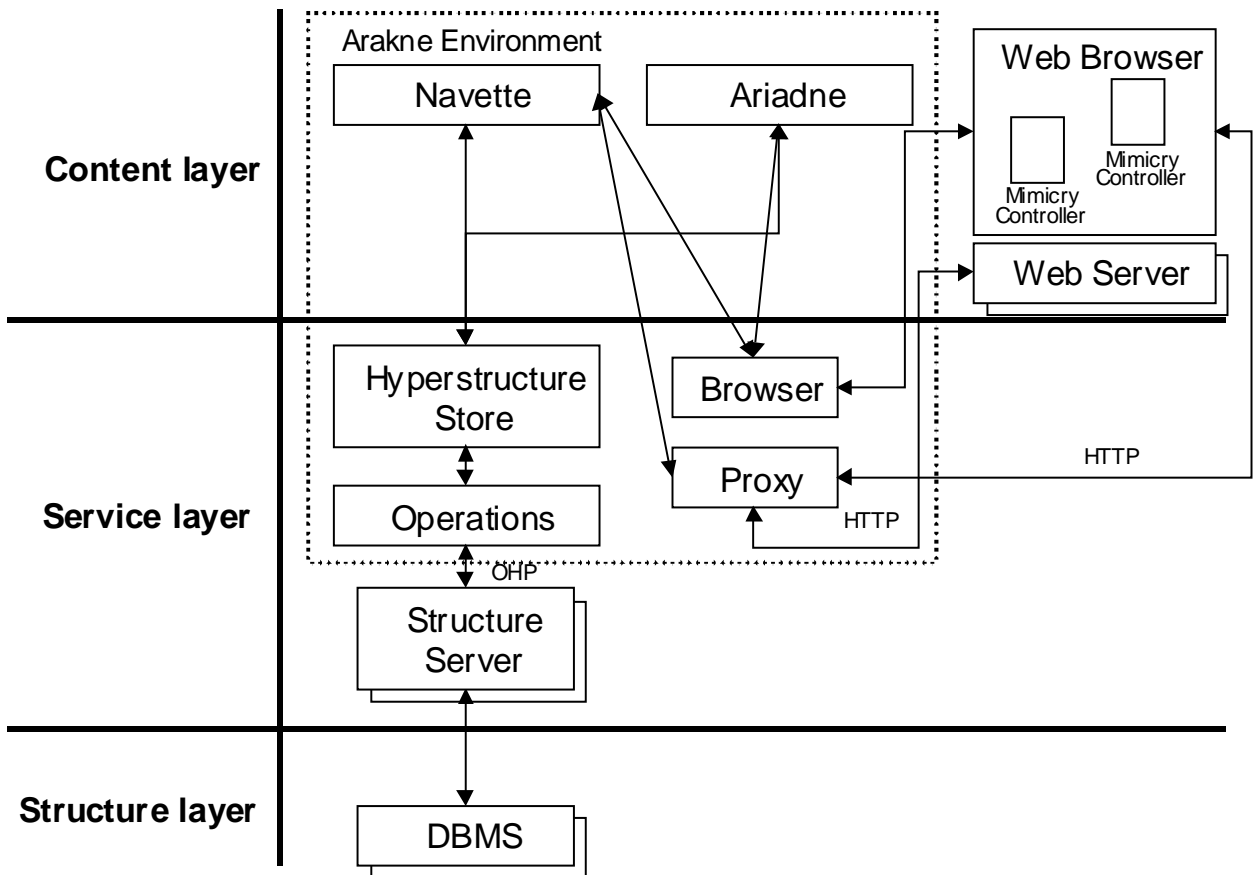 Arakne Environment
Navette
Ariadne
Web Browser
Mimicry
Controller
Mimicry
Controller
Content layer
Web Server
Hyperstructure
Store
Browser
HTTP
Proxy
Service layer
Operations
HTTP
OHP
Structure
Server
Structure layer
DBMS